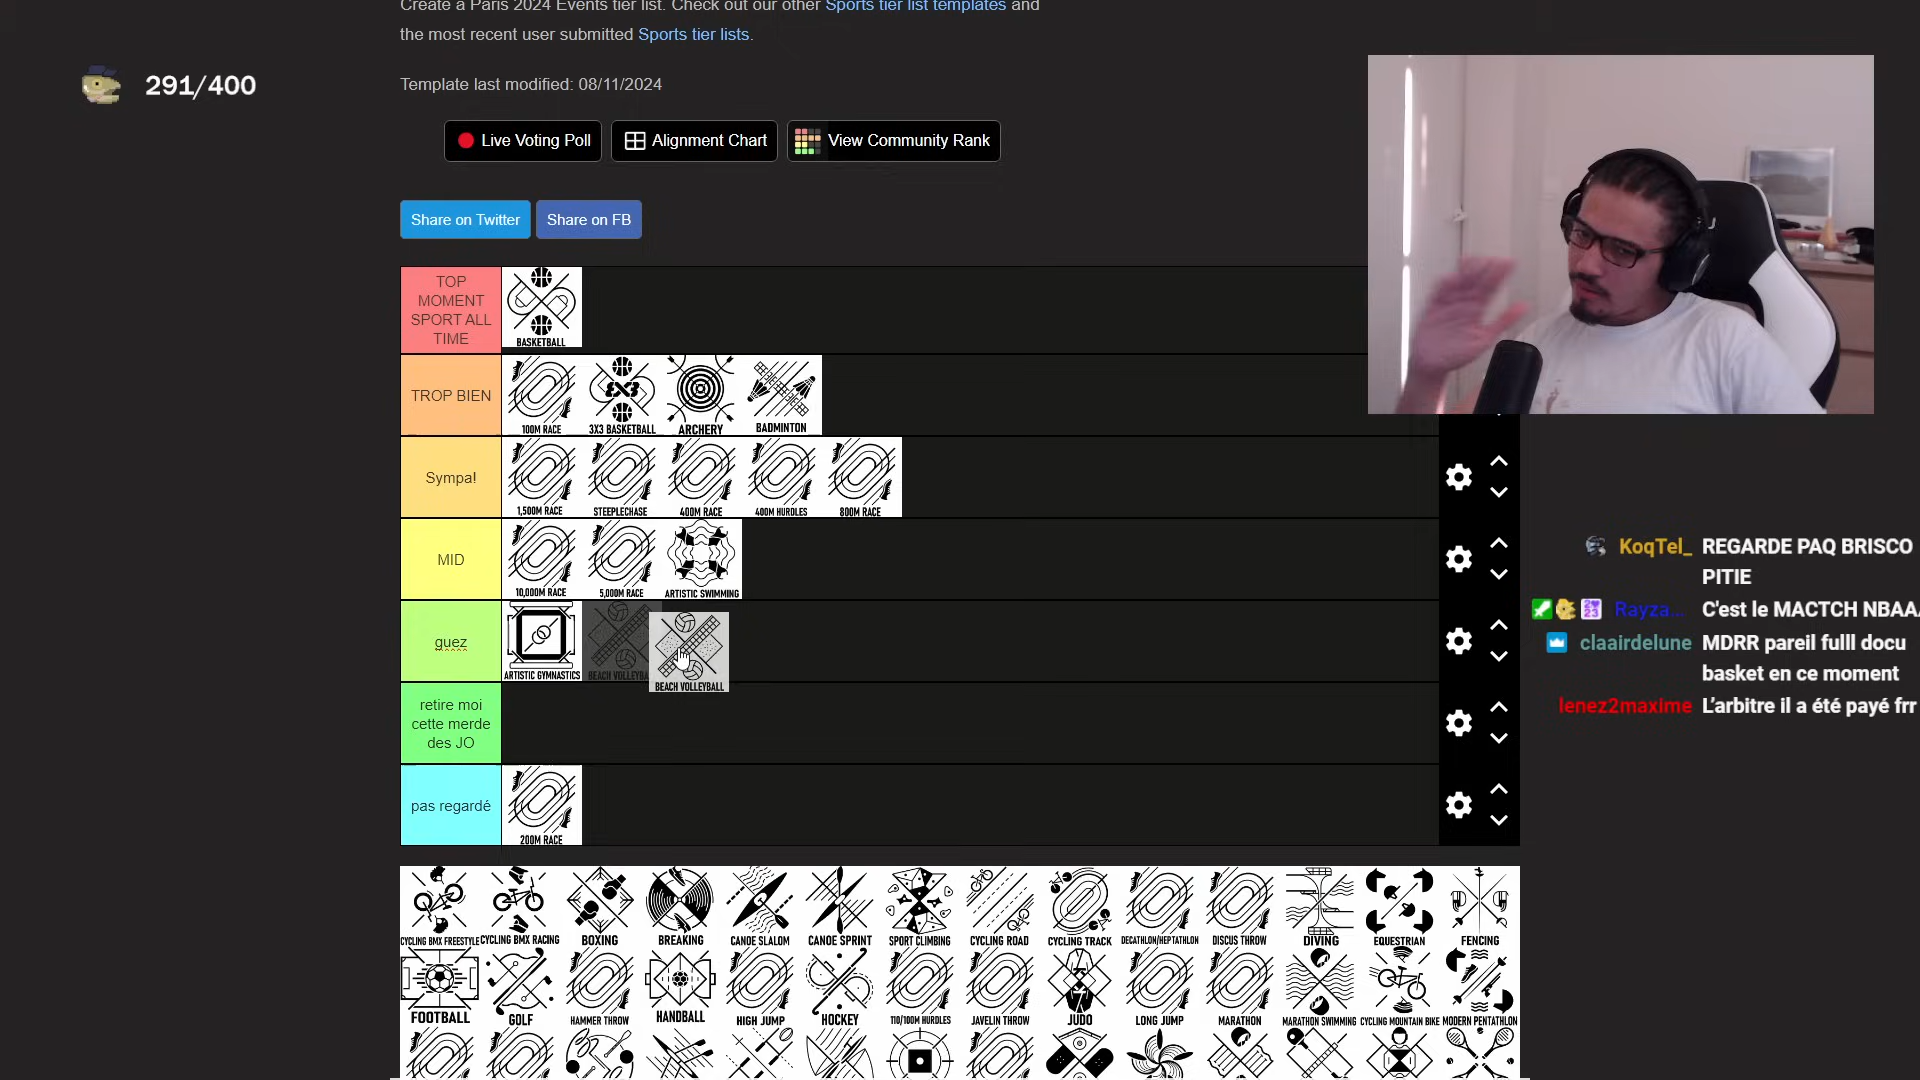 Create a Paris 2024 Events tier list. Check out our other Sports tier list templates and
the most recent user submitted Sports tier lists.
291/400
Template last modified: 08/11/2024
Live Voting Poll
Alignment Chart
View Community Rank
Share on Twitter
Share on FB
TOP
MOMENT
SPORT ALL
TIME
BASKETBALL
TROP BIEN
100M RACE
3X3
3X3 BASKETBALL
ARCHERY
BADMINTON
Sympa!
1,500M RACE
STEEPLECHASE
400M RACE
400M HURDLES
800M RACE
MID
10,000M RACE
5,000M RACE
ARTISTIC SWIMMING
guez
ARTISTIC GYMNASTICS
BEACH VOLLEYBA
BEACH VOLLEYBALL
retire moi
cette merde
des JO
pas regardé
200M RACE
KoqTel_ REGARDE PAQ BRISCO
PITIE
Rayza... C'est le MACTCH NBAA
claairdelune MDRR pareil fulll docu
basket en ce moment
lenez2maxime L'arbitre il a été payé frr
CYCLING BMX FREESTYLE
CYCLING BMX RACING
BOXING
BREAKING
CANOE SLALOM
CANOE SPRINT
SPORT CLIMBING
CYCLING ROAD
CYCLING TRACK
DECATHLON/HEPTATHLON
DISCUS THROW
DIVING
EQUESTRIAN
FENCING
FOOTBALL
GOLF
HAMMER THROW
HANDBALL
HIGH JUMP
HOCKEY
110/100M HURDLES
JAVELIN THROW
JUDO
LONG JUMP
MARATHON
MARATHON SWIMMING
CYCLING MOUNTAIN BIKE
MODERN PENTATHLON